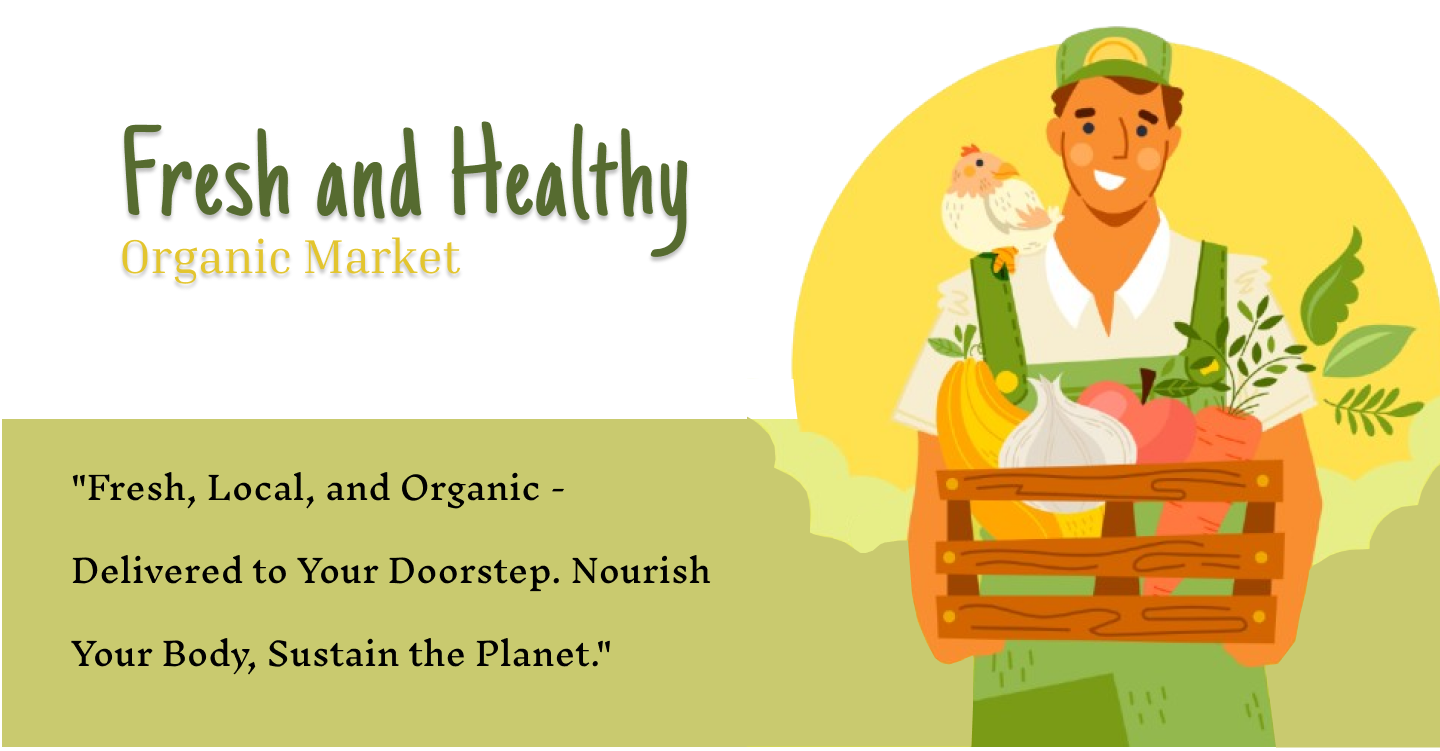 Fresh and Healthy
Organic Market
"Fresh, Local, and Organic -
Delivered to Your Doorstep. Nourish
Your Body, Sustain the Planet."